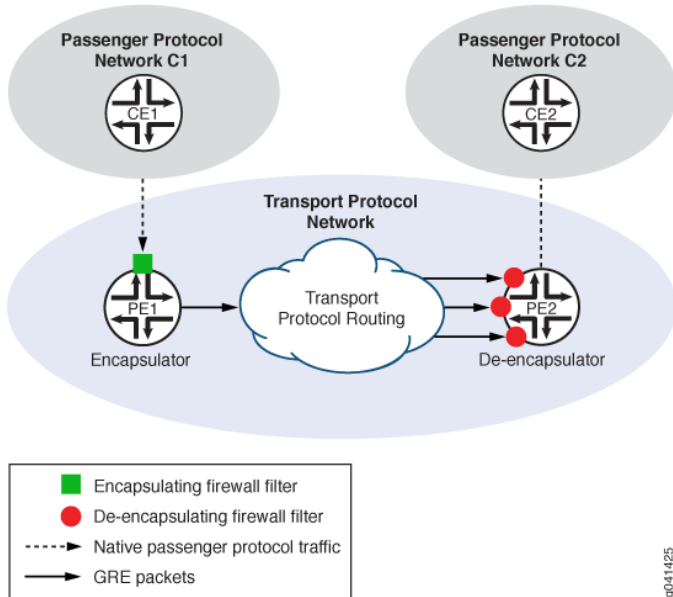 Passenger Protocol
Network C1
CE1
Passenger Protocol
Network C2
CE2
Transport Protocol
Network
PE1
Encapsulator
Transport
Protocol Routing
PE2
De-encapsulator
Encapsulating firewall filter
De-encapsulating firewall filter
Native passenger protocol traffic
GRE packets
g041425